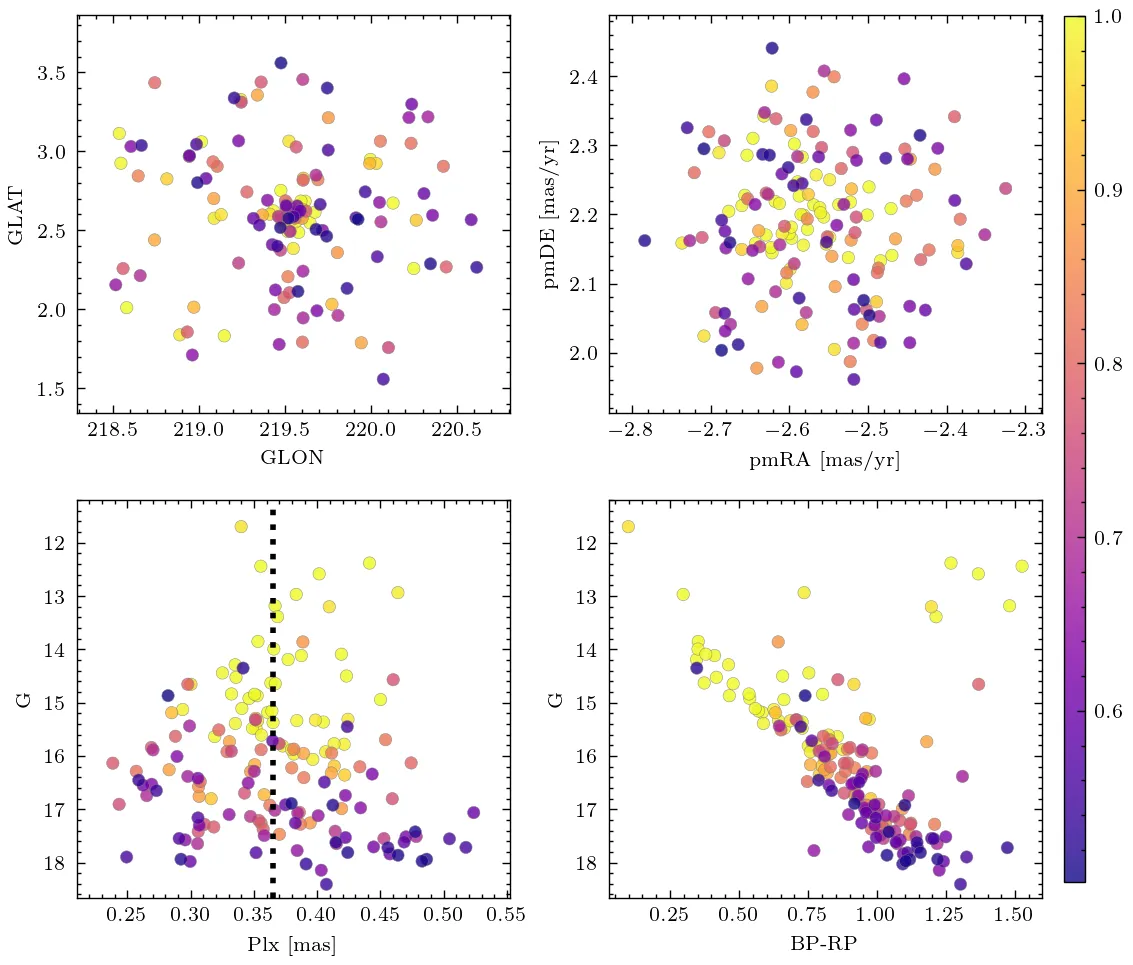 3.5
3.0
2.5
2.0
1.5
GLAT
218.5 219.0 219.5 220.0 220.5
GLON
2.4
2.3
2.2
2.1
2.0
pmDE [mas/yr]
−2.8 −2.7 −2.6 −2.5 −2.4 −2.3
pmRA [mas/yr]
1.0
0.9
0.8
0.7
0.6
12
13
14
15
16
17
18
G
0.25 0.30 0.35 0.40 0.45 0.50 0.55
Plx [mas]
12
13
14
15
16
17
18
G
0.25 0.50 0.75 1.00 1.25 1.50
BP-RP